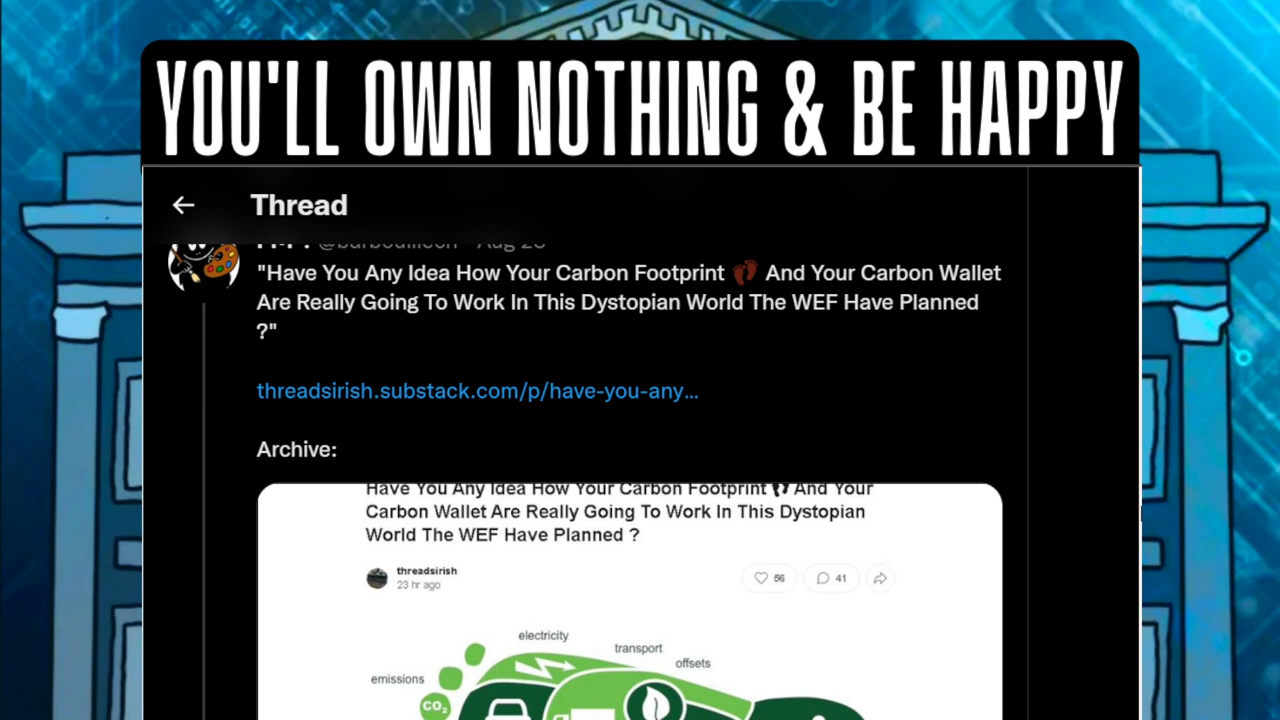 YOU'LL OWN NOTHING & BE HAPPY
Thread
"Have You Any Idea How Your Carbon Footprint 👣 And Your Carbon Wallet
Are Really Going To Work In This Dystopian World The WEF Have Planned
?"
threadsirish.substack.com/p/have-you-any...
Archive:
Have You Any Idea How Your Carbon Footprint 👣 And Your
Carbon Wallet Are Really Going To Work In This Dystopian
World The WEF Have Planned ?
threadsirish
23 hr ago
56
41
electricity
transport
offsets
emissions
CO₂